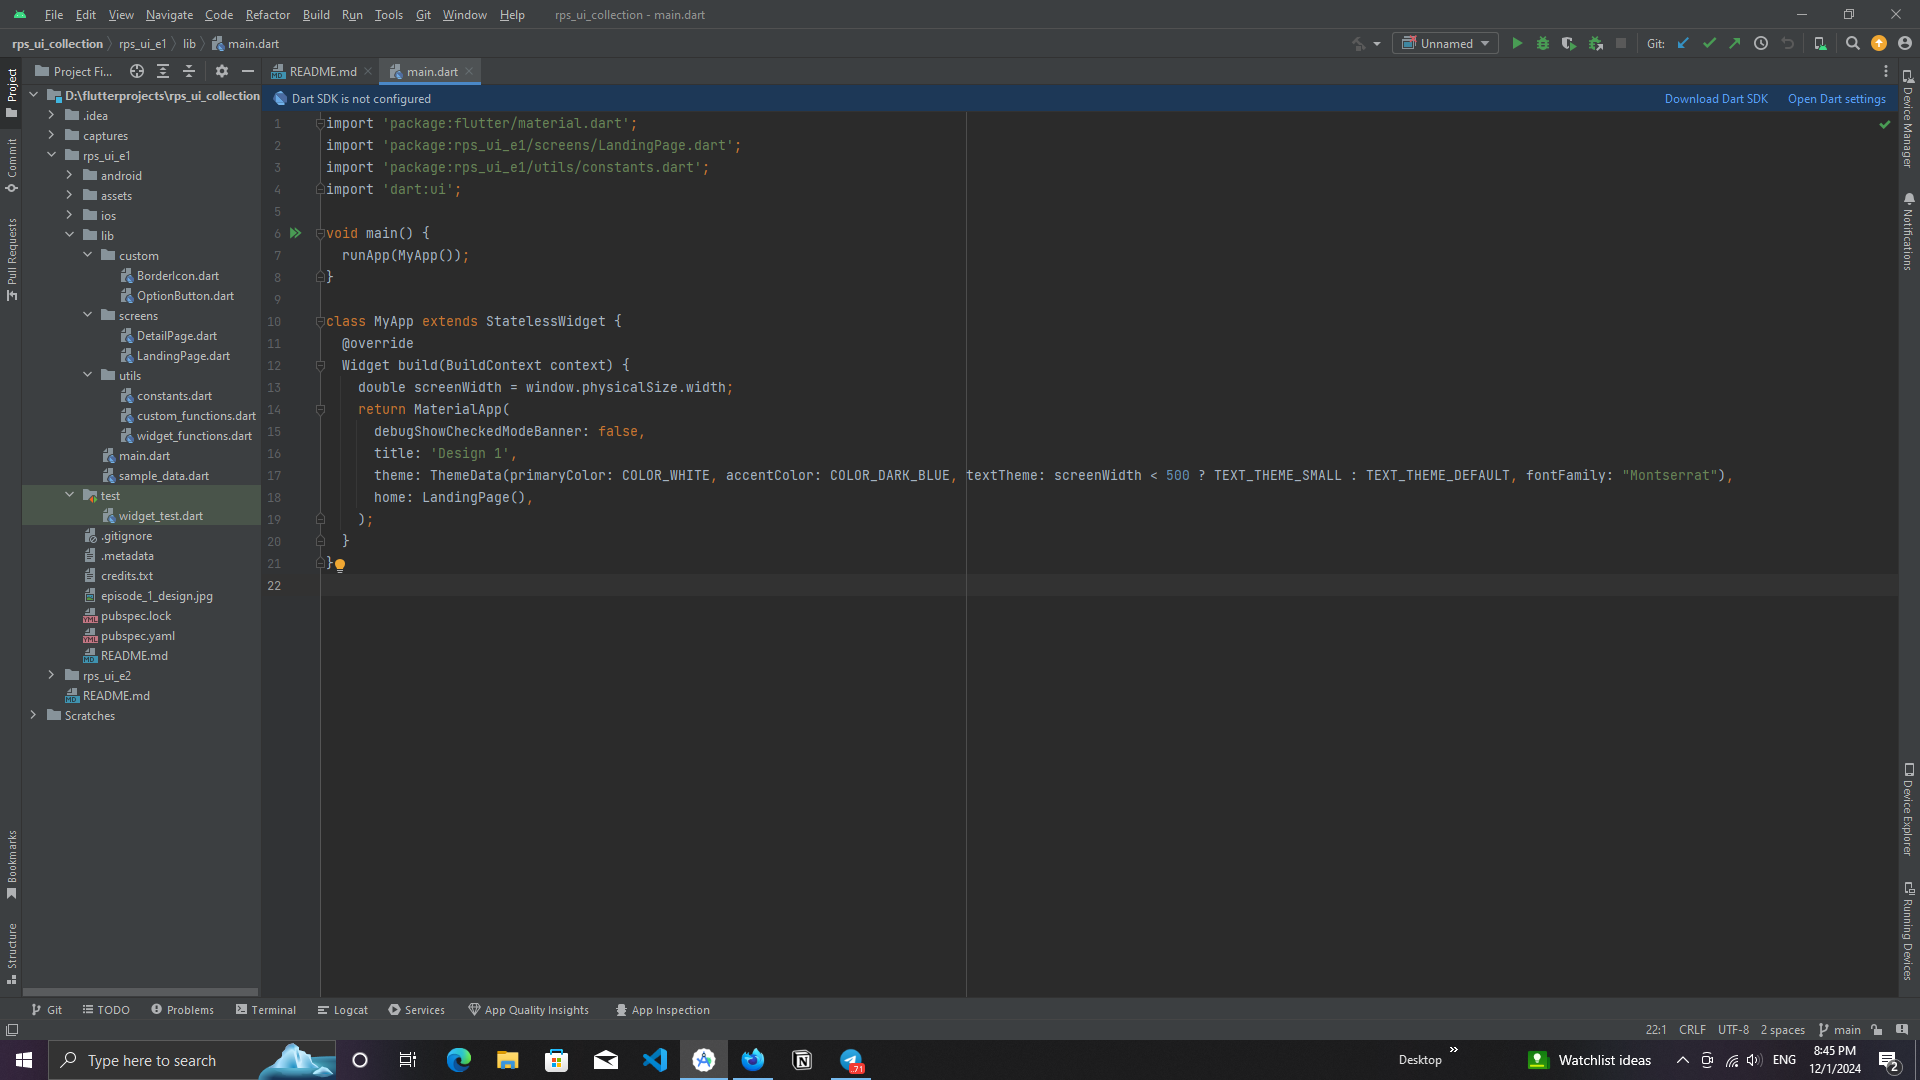 File Edit View Navigate Code Refactor Build Run Tools Git Window Help rps_ui_collection - main.dart
rps_ui_collection rps_ui_e1 lib main.dart Unnamed Git:
Project Fi... README.md main.dart
Dart SDK is not configured Download Dart SDK Open Dart settings
Project
Commit
Pull Requests
Bookmarks
Structure
D:\flutterprojects\rps_ui_collection
.idea
captures
rps_ui_e1
android
assets
ios
lib
custom
BorderIcon.dart
OptionButton.dart
screens
DetailPage.dart
LandingPage.dart
utils
constants.dart
custom_functions.dart
widget_functions.dart
main.dart
sample_data.dart
test
widget_test.dart
.gitignore
.metadata
credits.txt
episode_1_design.jpg
pubspec.lock
pubspec.yaml
README.md
rps_ui_e2
README.md
Scratches
1 import 'package:flutter/material.dart';
2 import 'package:rps_ui_e1/screens/LandingPage.dart';
3 import 'package:rps_ui_e1/utils/constants.dart';
4 import 'dart:ui';
5
6 void main() {
7 runApp(MyApp());
8 }
9
10 class MyApp extends StatelessWidget {
11 @override
12 Widget build(BuildContext context) {
13 double screenWidth = window.physicalSize.width;
14 return MaterialApp(
15 debugShowCheckedModeBanner: false,
16 title: 'Design 1',
17 theme: ThemeData(primaryColor: COLOR_WHITE, accentColor: COLOR_DARK_BLUE, textTheme: screenWidth < 500 ? TEXT_THEME_SMALL : TEXT_THEME_DEFAULT, fontFamily: "Montserrat"),
18 home: LandingPage(),
19 );
20 }
21 }
22
Device Manager
Notifications
Device Explorer
Running Devices
Git TODO Problems Terminal Logcat Services App Quality Insights App Inspection
22:1 CRLF UTF-8 2 spaces main
Type here to search 71 Desktop » Watchlist ideas ENG 8:45 PM
12/1/2024 2